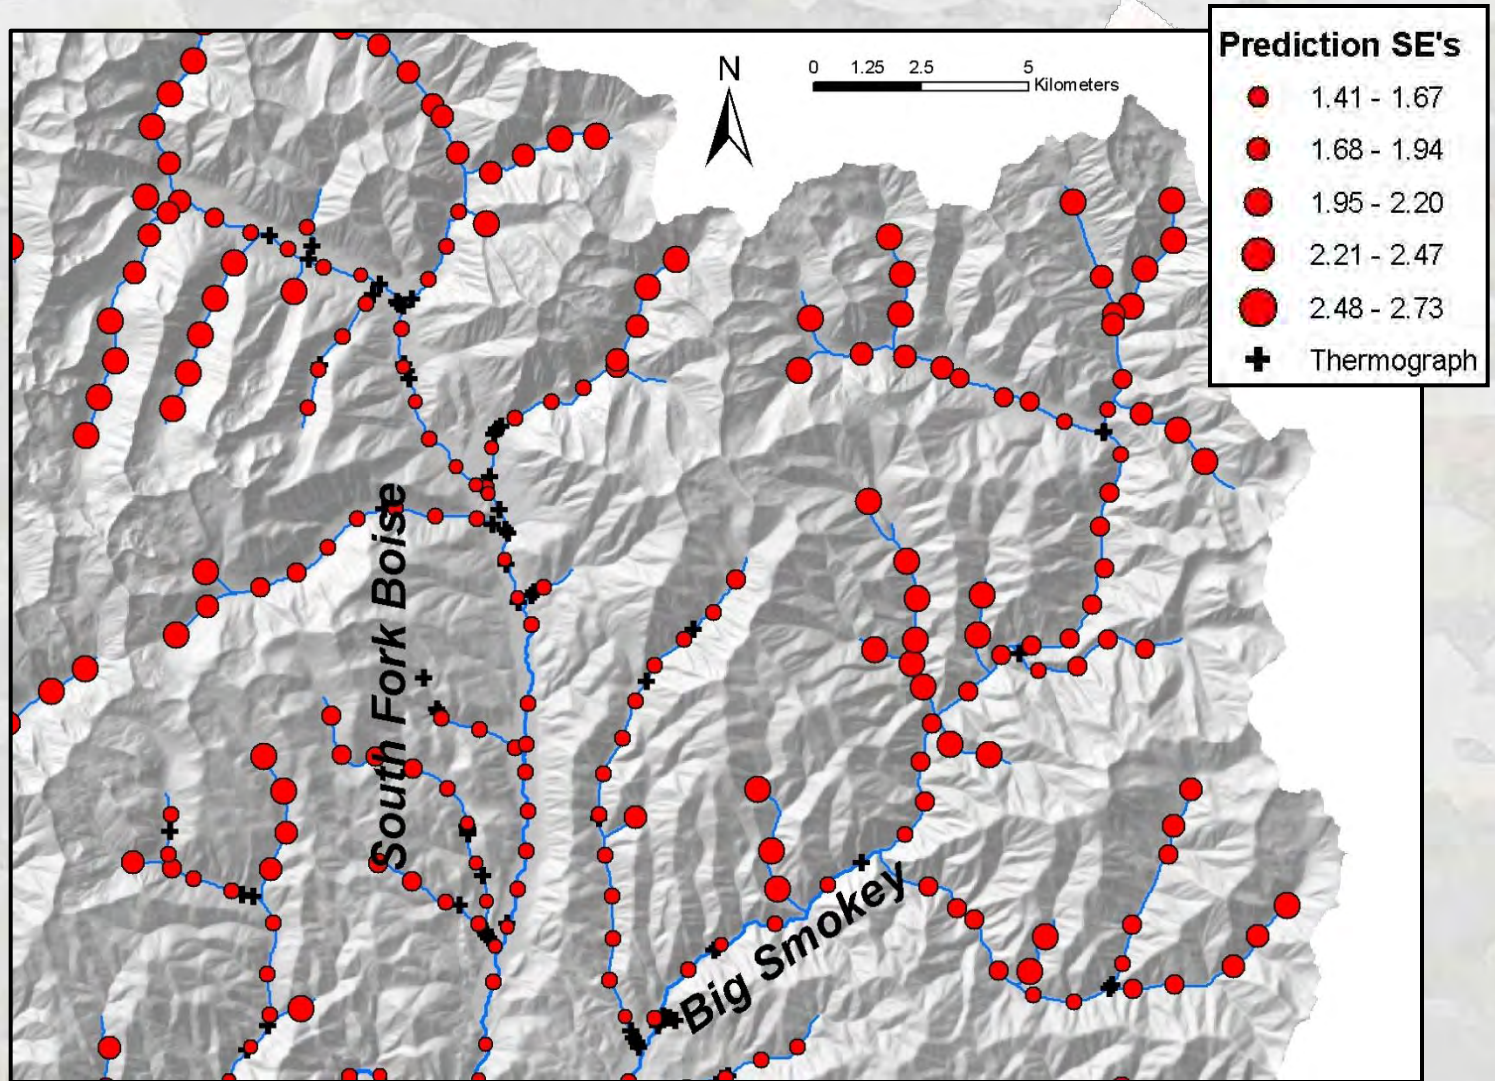 Prediction SE's
1.41 - 1.67
1.68 - 1.94
1.95 - 2.20
2.21 - 2.47
2.48 - 2.73
Thermograph
N
0 1.25 2.5 5
Kilometers
South Fork Boise
Big Smokey